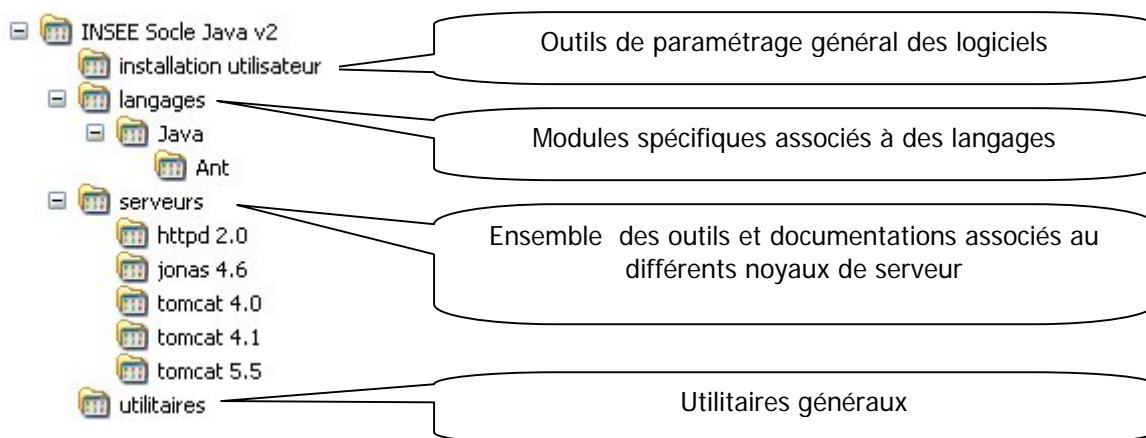 INSEE Socle Java v2
Outils de paramétrage général des logiciels
installation utilisateur
langages
Modules spécifiques associés à des langages
Java
Ant
serveurs
httpd 2.0
Ensemble des outils et documentations associés au
différents noyaux de serveur
jonas 4.6
tomcat 4.0
tomcat 4.1
tomcat 5.5
utilitaires
Utilitaires généraux